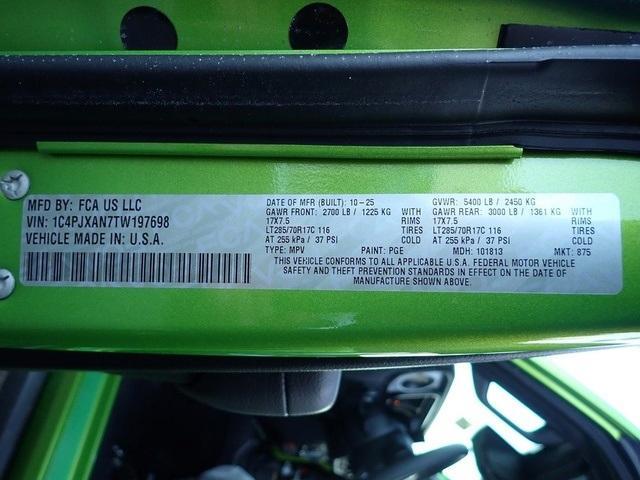 MFD BY: FCA US LLC
VIN: 1C4PJXAN7TW197698
VEHICLE MADE IN: U.S.A.
DATE OF MFR (BUILT): 10-25
GAWR FRONT: 2700 LB / 1225 KG WITH
17X7.5 RIMS
LT285/70R17C 116 TIRES
AT 255 kPa / 37 PSI COLD
GVWR: 5400 LB / 2450 KG
GAWR REAR: 3000 LB / 1361 KG WITH
17X7.5 RIMS
LT285/70R17C 116 TIRES
AT 255 kPa / 37 PSI COLD
TYPE: MPV PAINT: PGE MDH: 101813 MKT: 875
THIS VEHICLE CONFORMS TO ALL APPLICABLE U.S.A. FEDERAL MOTOR VEHICLE
SAFETY AND THEFT PREVENTION STANDARDS IN EFFECT ON THE DATE OF
MANUFACTURE SHOWN ABOVE.